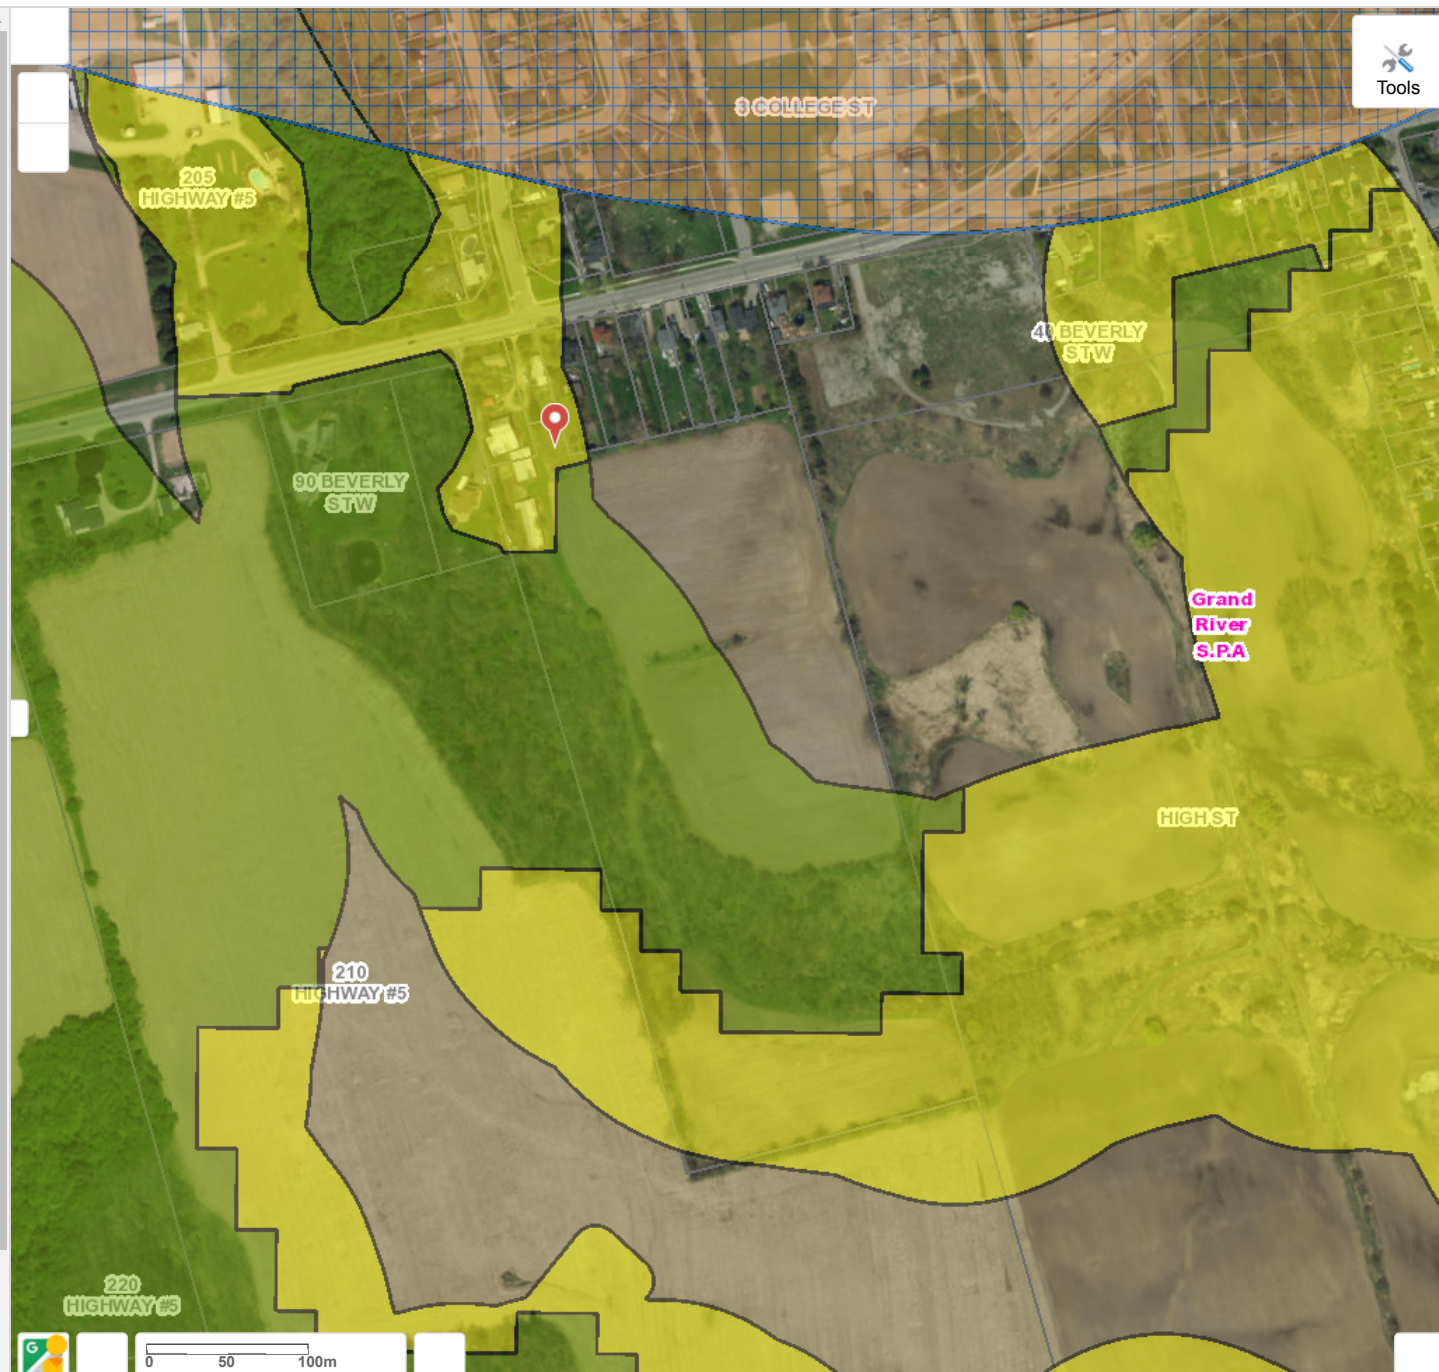 Tools
3 COLLEGE ST
205
HIGHWAY #5
40 BEVERLY
ST W
90 BEVERLY
ST W
Grand
River
S.P.A
HIGH ST
210
HIGHWAY #5
220
HIGHWAY #5
G
0 50 100m